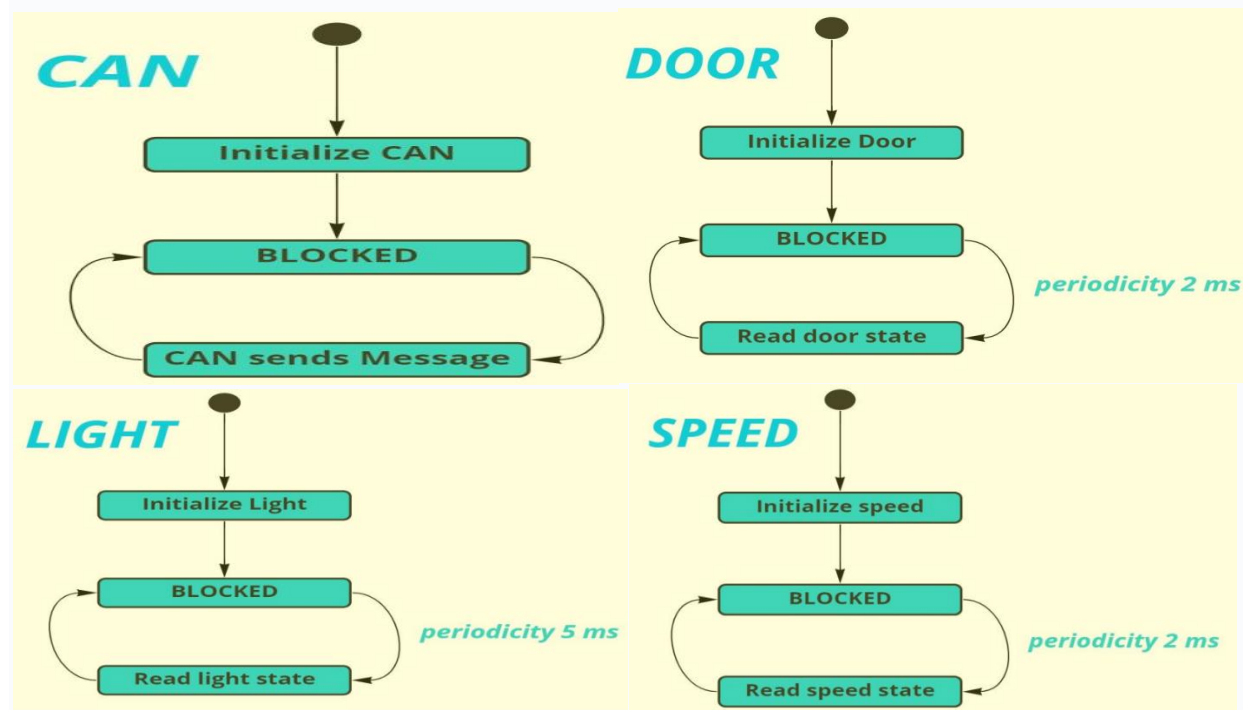 CAN
Initialize CAN
BLOCKED
CAN sends Message
DOOR
Initialize Door
BLOCKED
periodicity 2 ms
Read door state
LIGHT
Initialize Light
BLOCKED
periodicity 5 ms
Read light state
SPEED
Initialize speed
BLOCKED
periodicity 2 ms
Read speed state